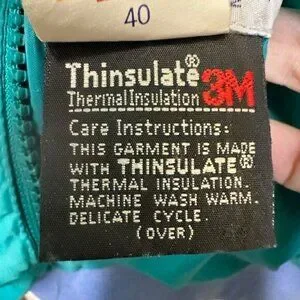 40
Thinsulate®
Thermal Insulation 3M
Care Instructions:
THIS GARMENT IS MADE
WITH THINSULATE®
THERMAL INSULATION.
MACHINE WASH WARM.
DELICATE CYCLE.
(OVER)